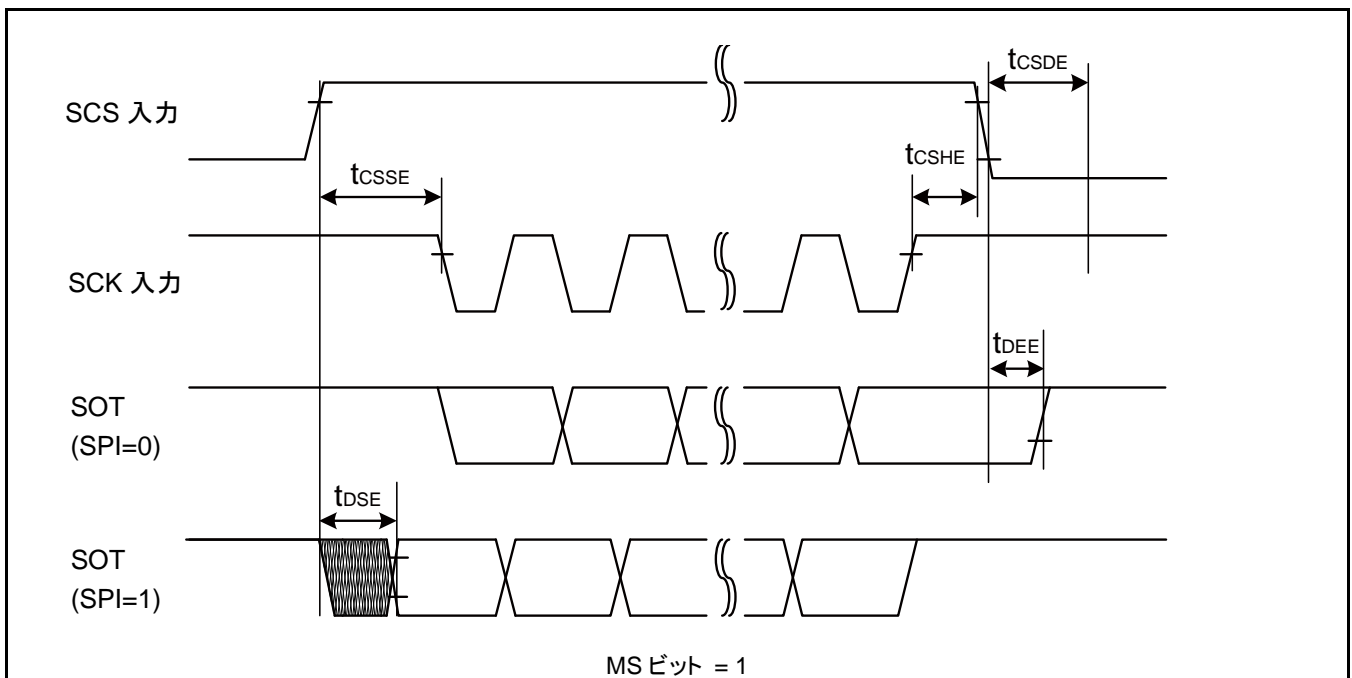 tCSDE
SCS 入力
tCSHE
tCSSE
SCK 入力
tDEE
SOT
(SPI=0)
tDSE
SOT
(SPI=1)
MS ビット = 1